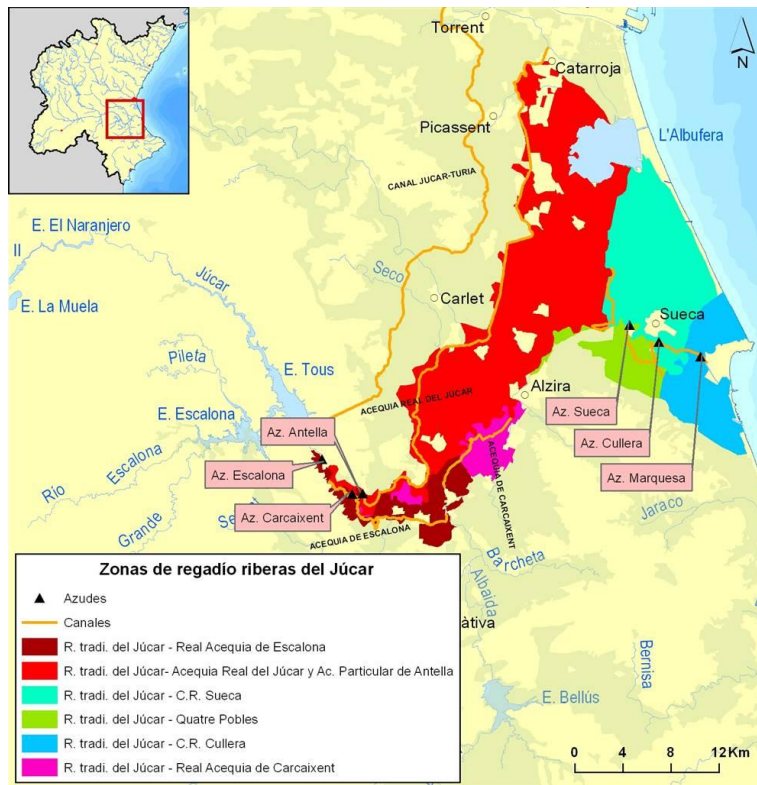 Torrent
Catarroja
N
Picassent
L'Albufera
CANAL JUCAR-TURIA
E. El Naranjero
II
Júcar
Seco
E. La Muela
Carlet
Sueca
Pileta
E. Tous
Alzira
ACEQUIA REAL DEL JÚCAR
E. Escalona
Az. Sueca
Az. Antella
Az. Cullera
Az. Escalona
Az. Marquesa
Escalona
Río
Az. Carcaixent
ACEQUIA DE CARCAIXENT
Grande
Jaraco
ACEQUIA DE ESCALONA
Barcheta
Albaida
àtiva
Bernisa
E. Bellús
Zonas de regadío riberas del Júcar
Azudes
Canales
R. tradi. del Júcar - Real Acequia de Escalona
R. tradi. del Júcar- Acequia Real del Júcar y Ac. Particular de Antella
R. tradi. del Júcar - C.R. Sueca
R. tradi. del Júcar - Quatre Pobles
R. tradi. del Júcar - C.R. Cullera
R. tradi. del Júcar - Real Acequia de Carcaixent
0 4 8 12 Km